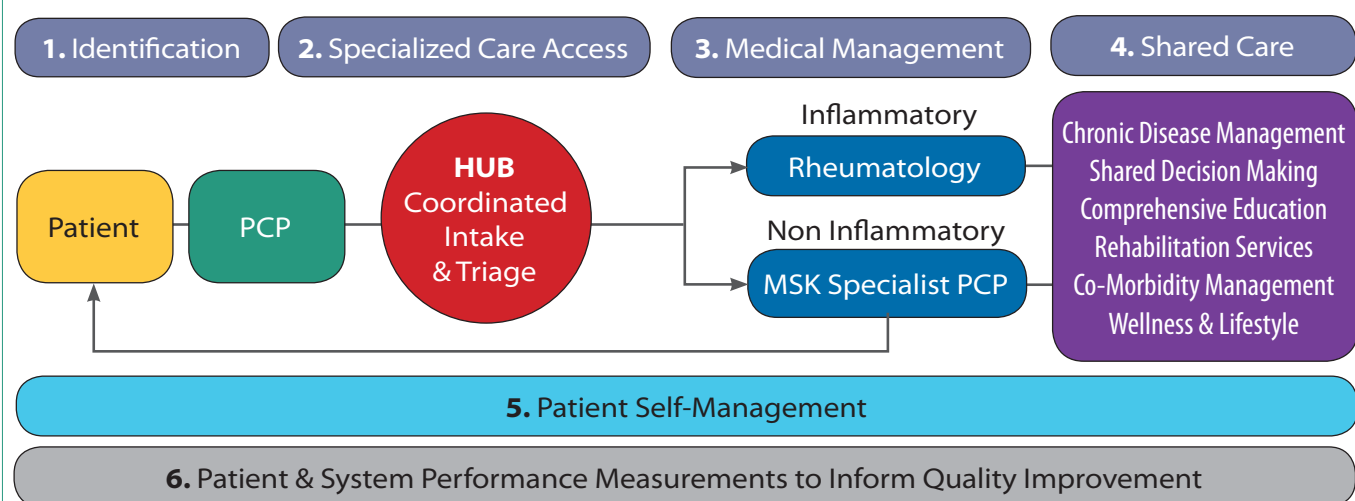 1. Identification
2. Specialized Care Access
3. Medical Management
4. Shared Care
Patient
PCP
HUB
Coordinated
Intake
& Triage
Inflammatory
Rheumatology
Non Inflammatory
MSK Specialist PCP
Chronic Disease Management
Shared Decision Making
Comprehensive Education
Rehabilitation Services
Co-Morbidity Management
Wellness & Lifestyle
5. Patient Self-Management
6. Patient & System Performance Measurements to Inform Quality Improvement